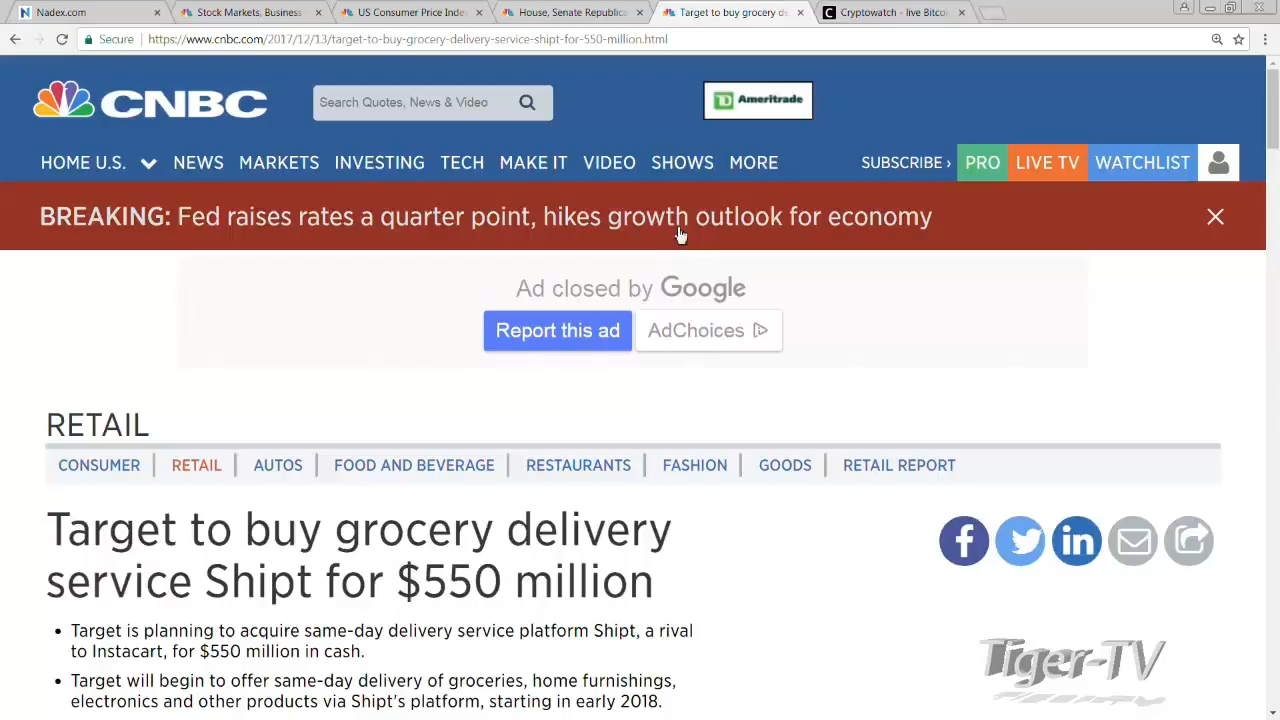 Nadex.com
Stock Markets, Business
US Consumer Price Index
House, Senate Republica
Target to buy grocery de
Cryptowatch - live Bitco
Secure https://www.cnbc.com/2017/12/13/target-to-buy-grocery-delivery-service-shipt-for-550-million.html
CNBC
Search Quotes, News & Video
TD Ameritrade
HOME U.S. NEWS MARKETS INVESTING TECH MAKE IT VIDEO SHOWS MORE SUBSCRIBE › PRO LIVE TV WATCHLIST
BREAKING: Fed raises rates a quarter point, hikes growth outlook for economy
Ad closed by Google
Report this ad AdChoices
RETAIL
CONSUMER RETAIL AUTOS FOOD AND BEVERAGE RESTAURANTS FASHION GOODS RETAIL REPORT
Target to buy grocery delivery
service Shipt for $550 million
• Target is planning to acquire same-day delivery service platform Shipt, a rival
to Instacart, for $550 million in cash.
• Target will begin to offer same-day delivery of groceries, home furnishings,
electronics and other products via Shipt's platform, starting in early 2018.
Tiger-TV